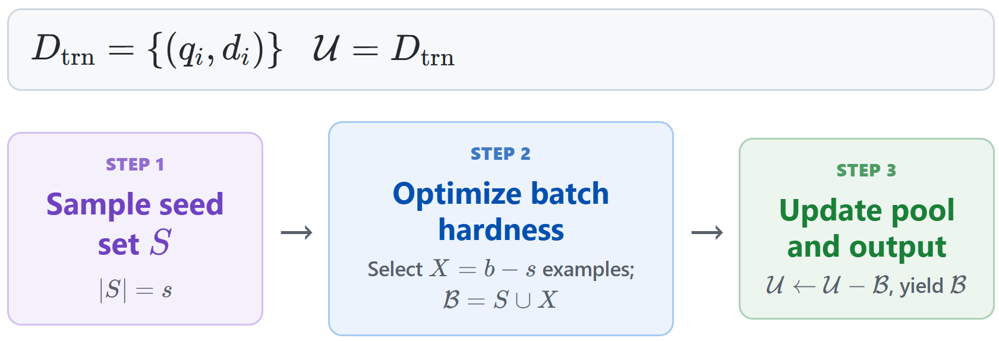 D_trn = {(q_i, d_i)}   𝒰 = D_trn
STEP 1
Sample seed
set S
|S| = s
→
STEP 2
Optimize batch
hardness
Select X = b − s examples;
ℬ = S ∪ X
→
STEP 3
Update pool
and output
𝒰 ← 𝒰 − ℬ, yield ℬ